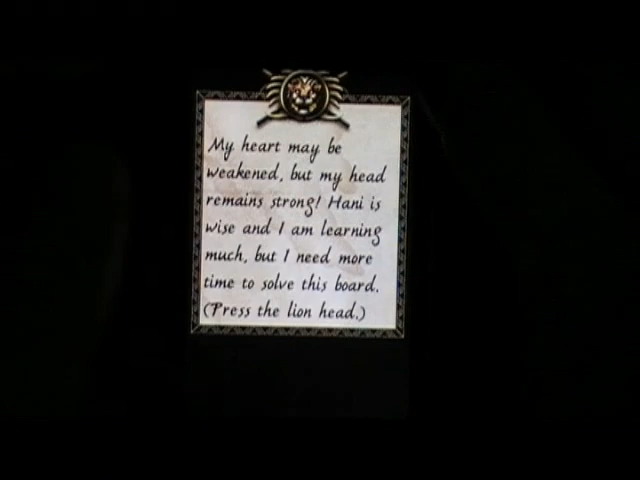 My heart may be
weakened, but my head
remains strong! Hani is
wise and I am learning
much, but I need more
time to solve this board.
(Press the lion head.)